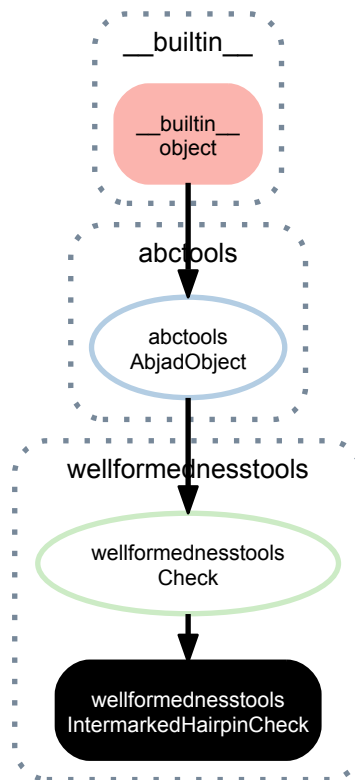 __builtin__
__builtin__
object
abctools
abctools
AbjadObject
wellformednesstools
wellformednesstools
Check
wellformednesstools
IntermarkedHairpinCheck